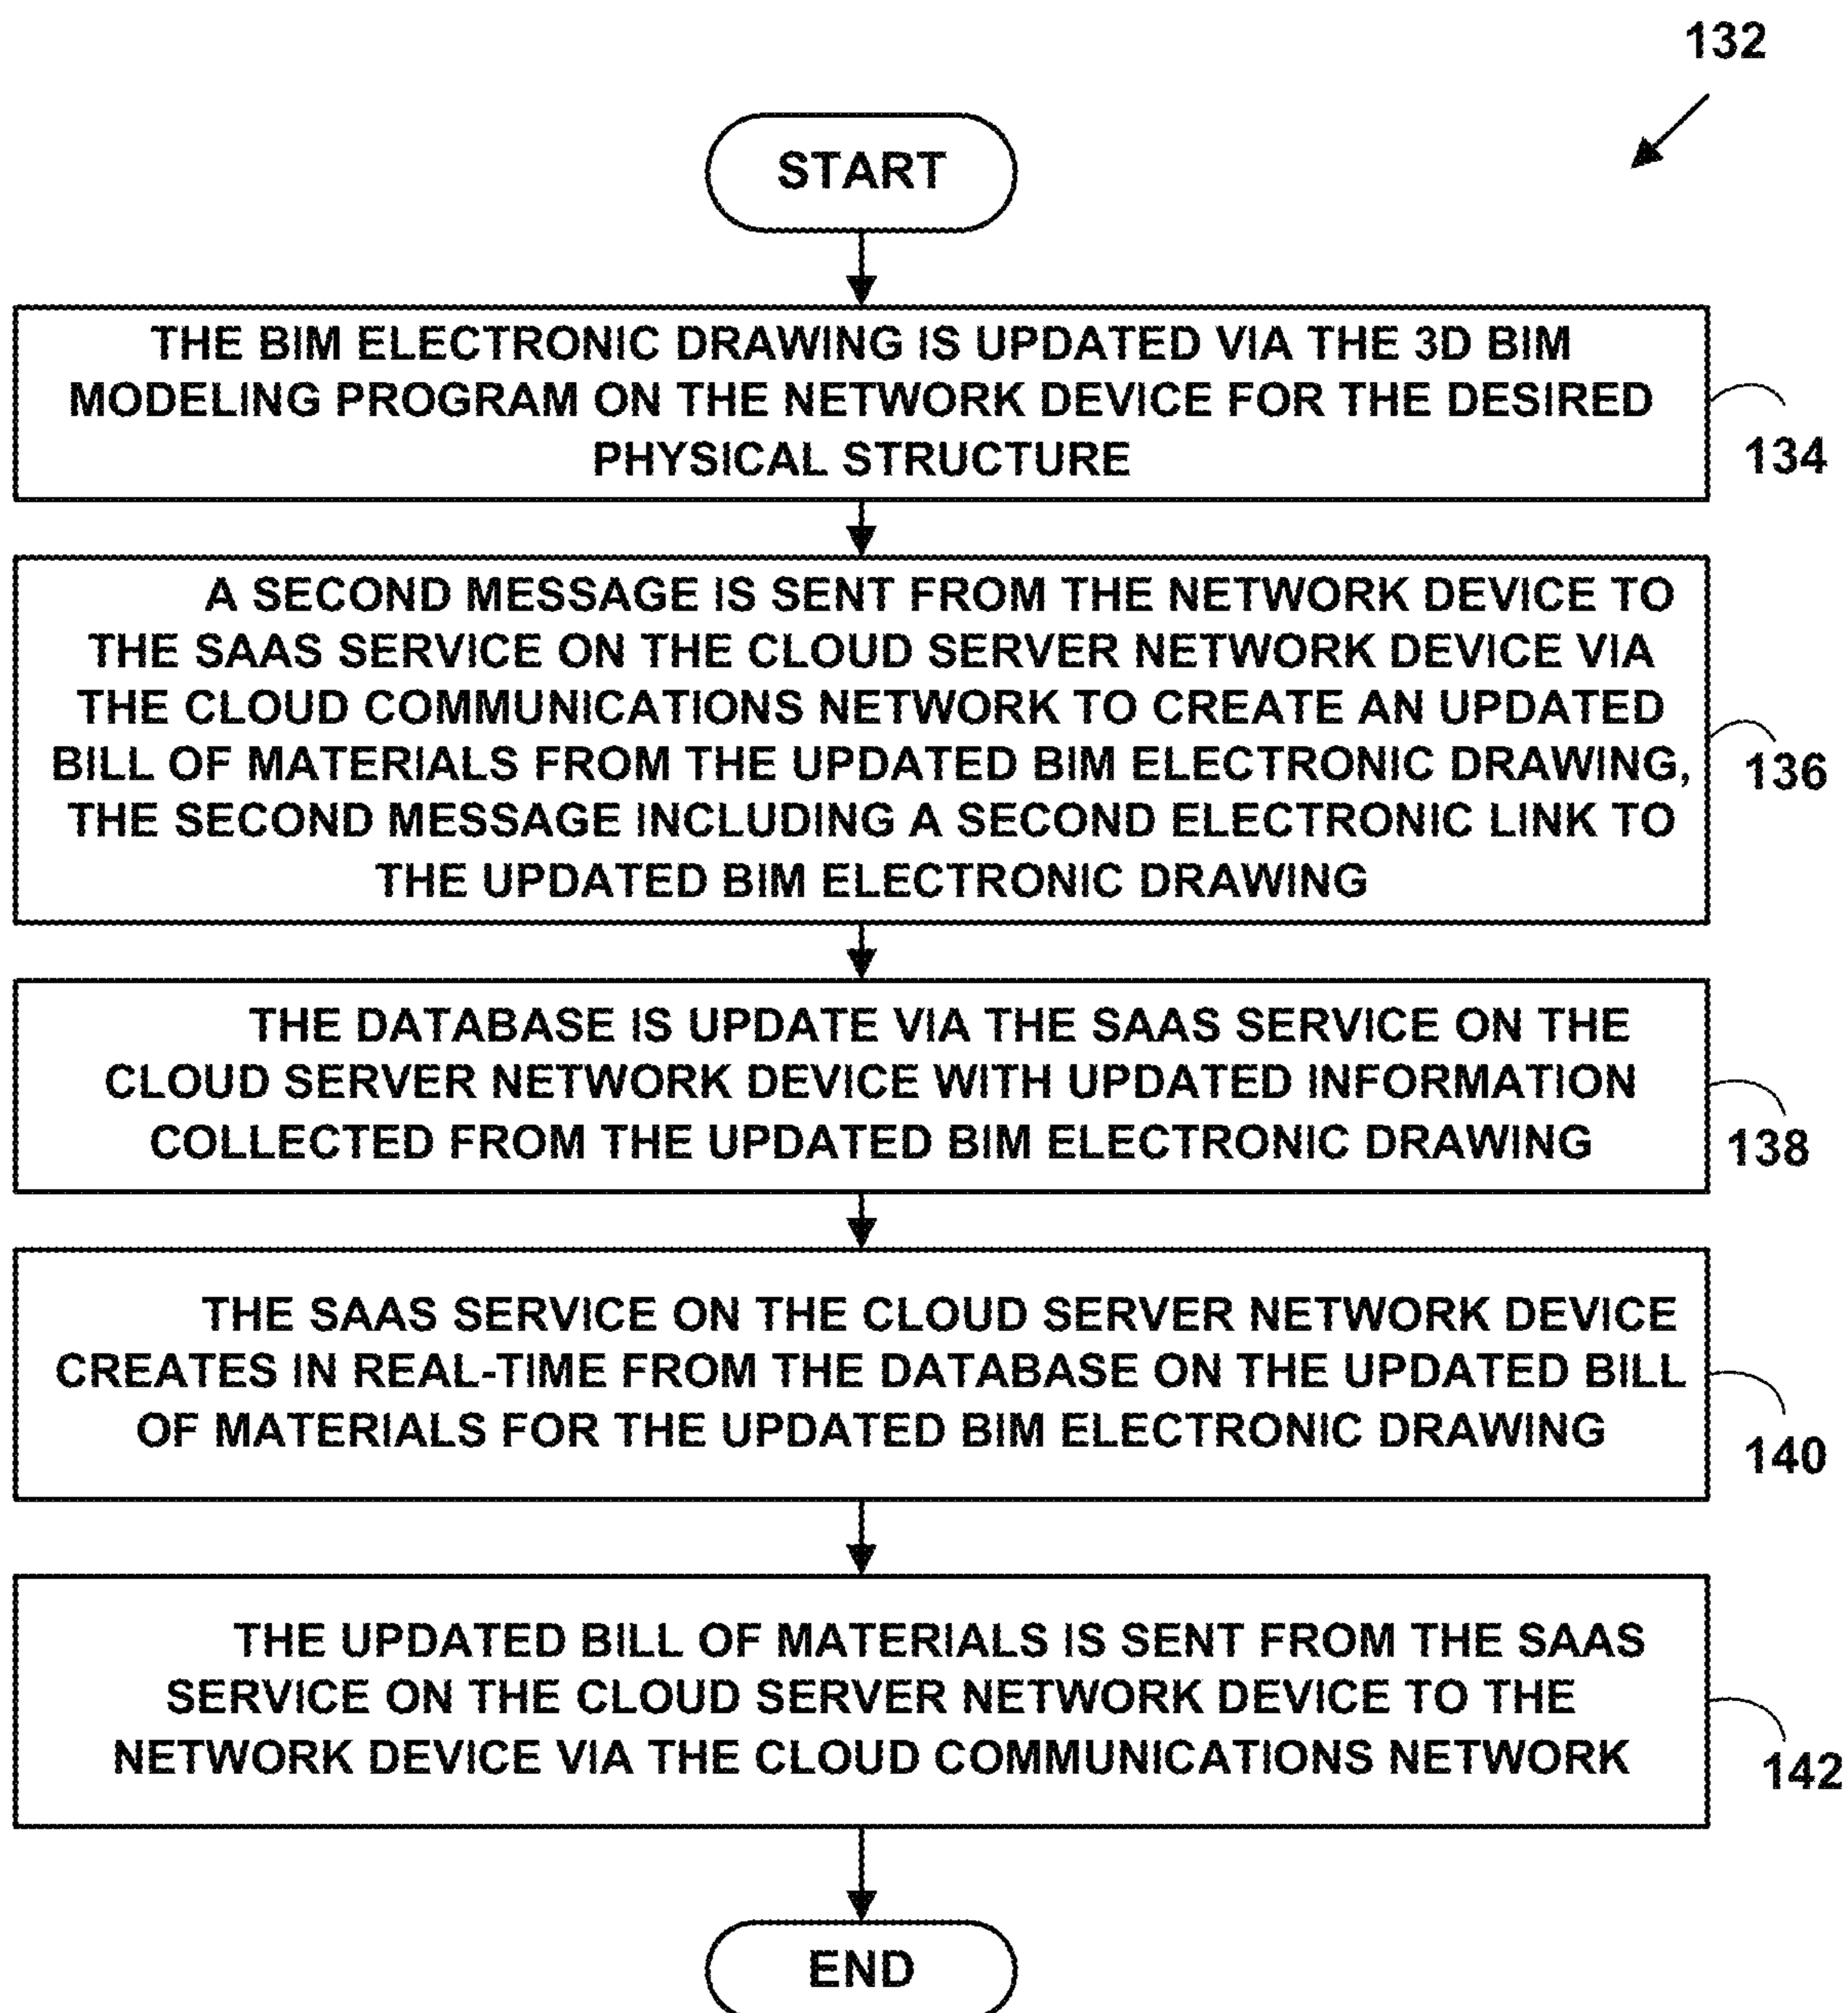 132
START
THE BIM ELECTRONIC DRAWING IS UPDATED VIA THE 3D BIM
MODELING PROGRAM ON THE NETWORK DEVICE FOR THE DESIRED
PHYSICAL STRUCTURE
134
A SECOND MESSAGE IS SENT FROM THE NETWORK DEVICE TO
THE SAAS SERVICE ON THE CLOUD SERVER NETWORK DEVICE VIA
THE CLOUD COMMUNICATIONS NETWORK TO CREATE AN UPDATED
BILL OF MATERIALS FROM THE UPDATED BIM ELECTRONIC DRAWING,
THE SECOND MESSAGE INCLUDING A SECOND ELECTRONIC LINK TO
THE UPDATED BIM ELECTRONIC DRAWING
136
THE DATABASE IS UPDATE VIA THE SAAS SERVICE ON THE
CLOUD SERVER NETWORK DEVICE WITH UPDATED INFORMATION
COLLECTED FROM THE UPDATED BIM ELECTRONIC DRAWING
138
THE SAAS SERVICE ON THE CLOUD SERVER NETWORK DEVICE
CREATES IN REAL-TIME FROM THE DATABASE ON THE UPDATED BILL
OF MATERIALS FOR THE UPDATED BIM ELECTRONIC DRAWING
140
THE UPDATED BILL OF MATERIALS IS SENT FROM THE SAAS
SERVICE ON THE CLOUD SERVER NETWORK DEVICE TO THE
NETWORK DEVICE VIA THE CLOUD COMMUNICATIONS NETWORK
142
END